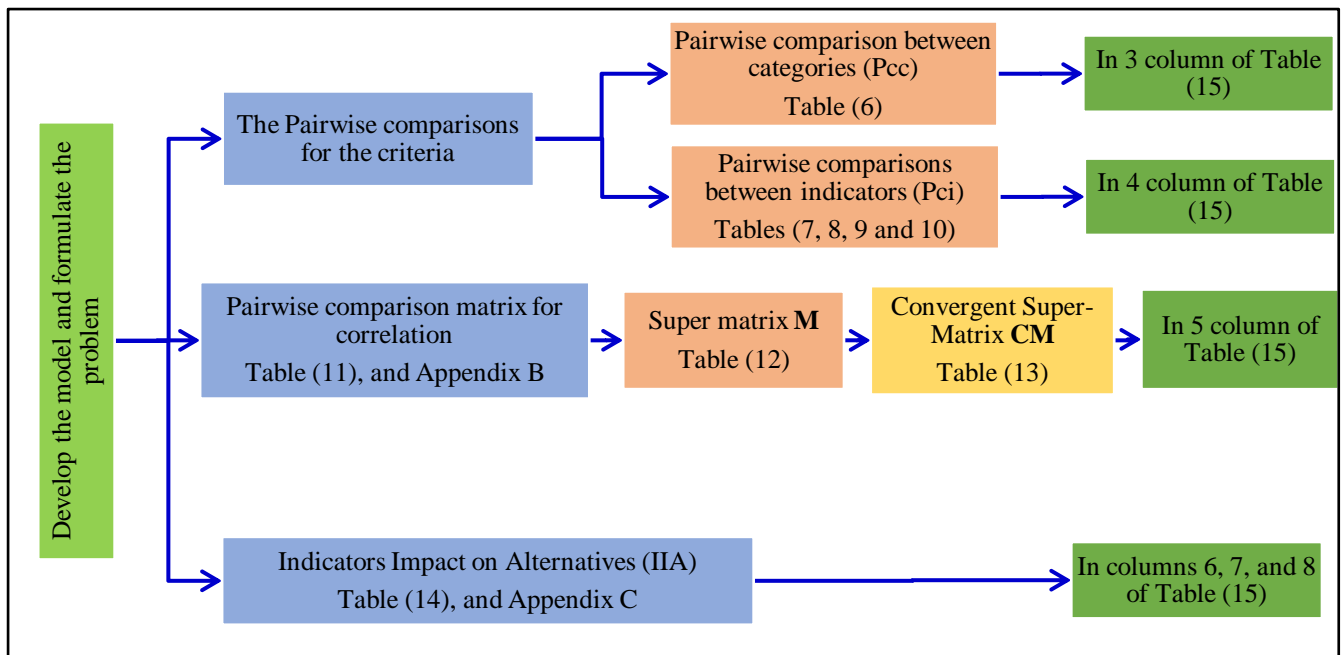 Develop the model and formulate the
problem
The Pairwise comparisons
for the criteria
Pairwise comparison between
categories (Pcc)
Table (6)
In 3 column of Table
(15)
Pairwise comparisons
between indicators (Pci)
Tables (7, 8, 9 and 10)
In 4 column of Table
(15)
Pairwise comparison matrix for
correlation
Table (11), and Appendix B
Super matrix M
Table (12)
Convergent Super-
Matrix CM
Table (13)
In 5 column of
Table (15)
Indicators Impact on Alternatives (IIA)
Table (14), and Appendix C
In columns 6, 7, and 8
of Table (15)